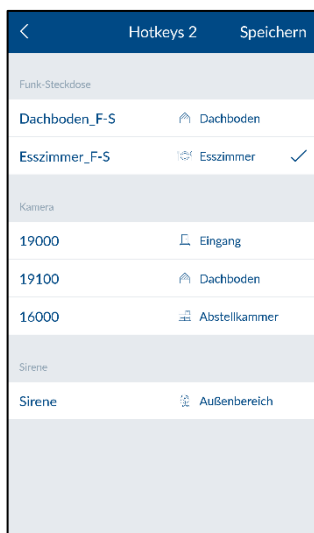 Hotkeys 2 Speichern
Funk-Steckdose
Dachboden_F-S Dachboden
Esszimmer_F-S Esszimmer
Kamera
19000 Eingang
19100 Dachboden
16000 Abstellkammer
Sirene
Sirene Außenbereich